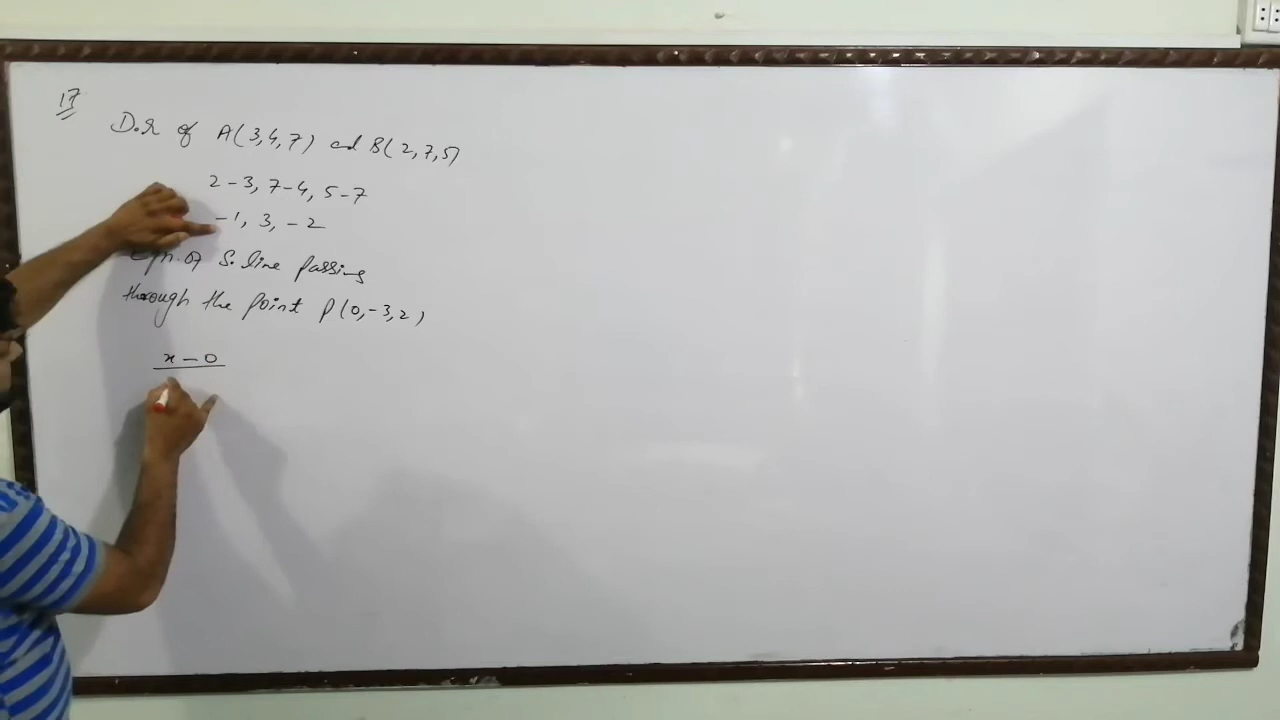 17
D.R of A(3,4,7) and B(2,7,5)
2-3, 7-4, 5-7
-1, 3, -2
Eqn. of S. line passing
through the point P(0,-3,2)
x-0